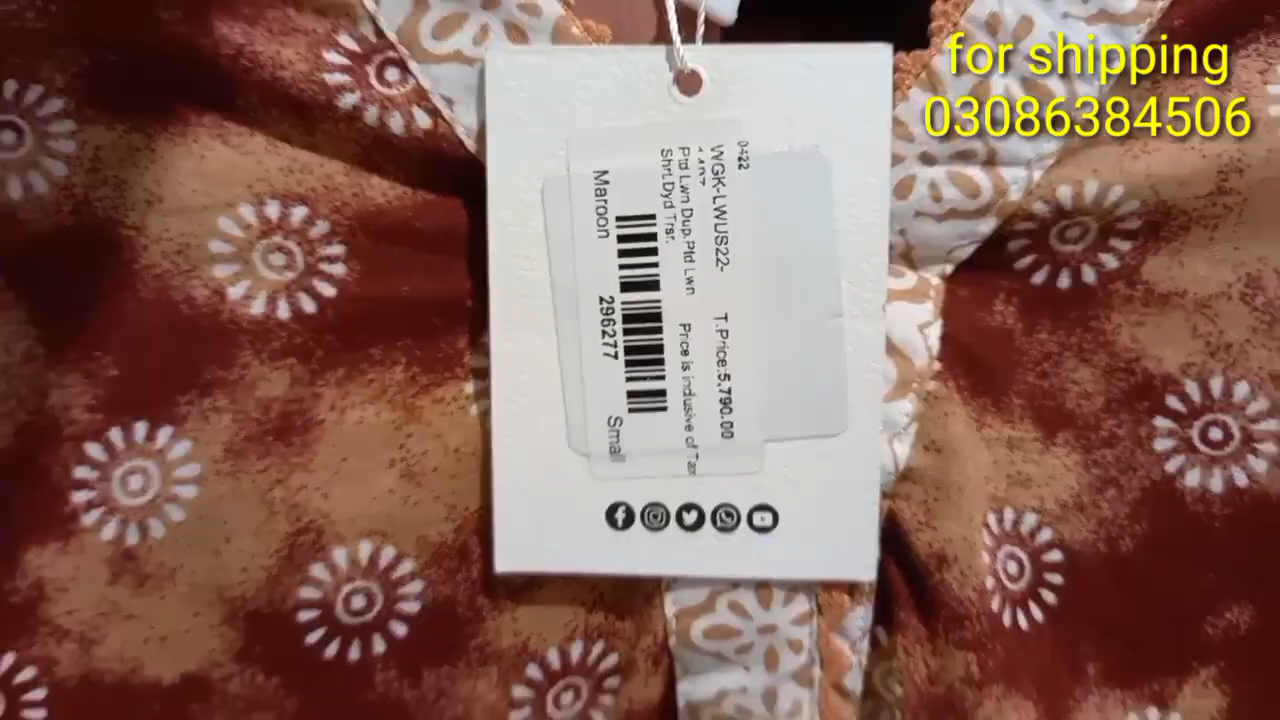 for shipping
03086384506
0422
WGK-LWUS22-
T.Price:5,790.00
Ptd Lwn Dup.Ptd Lwn
Price is inclusive of Tax
Shrt.Dyd Trsr.
Maroon
296277
Small